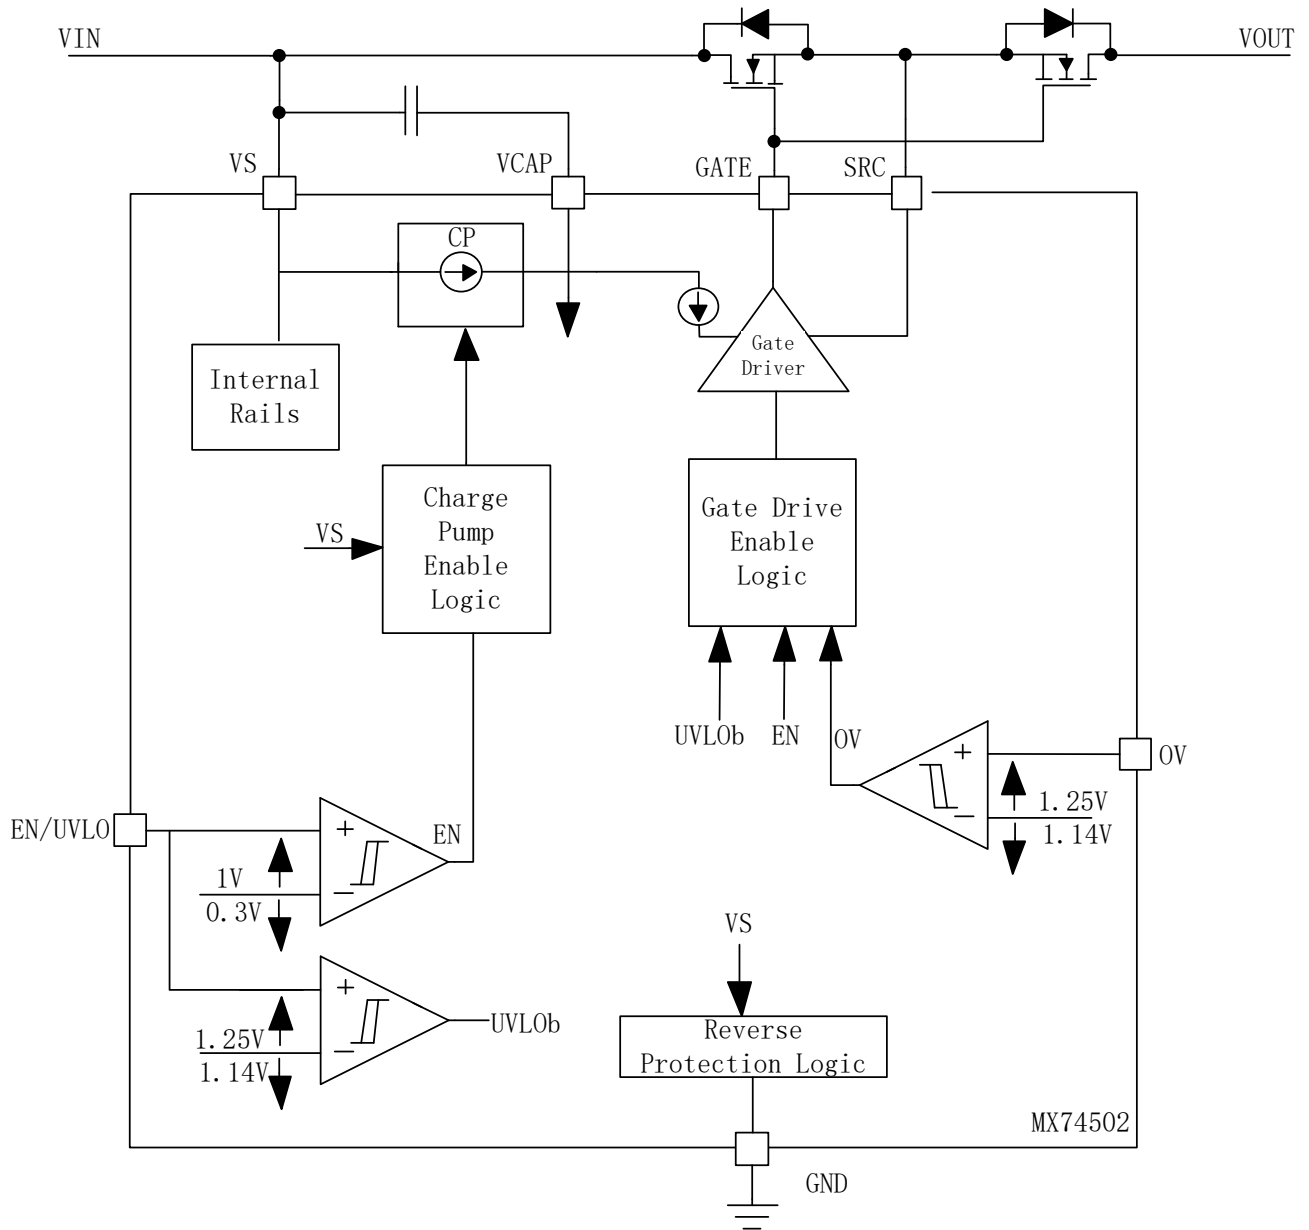 VIN
VOUT
VS
VCAP
GATE
SRC
CP
Gate
Driver
Internal
Rails
Charge
Pump
Enable
Logic
VS
Gate Drive
Enable
Logic
UVLOb
EN
OV
+
−
OV
1.25V
1.14V
EN/UVLO
+
−
EN
1V
0.3V
+
−
UVLOb
1.25V
1.14V
VS
Reverse
Protection Logic
MX74502
GND